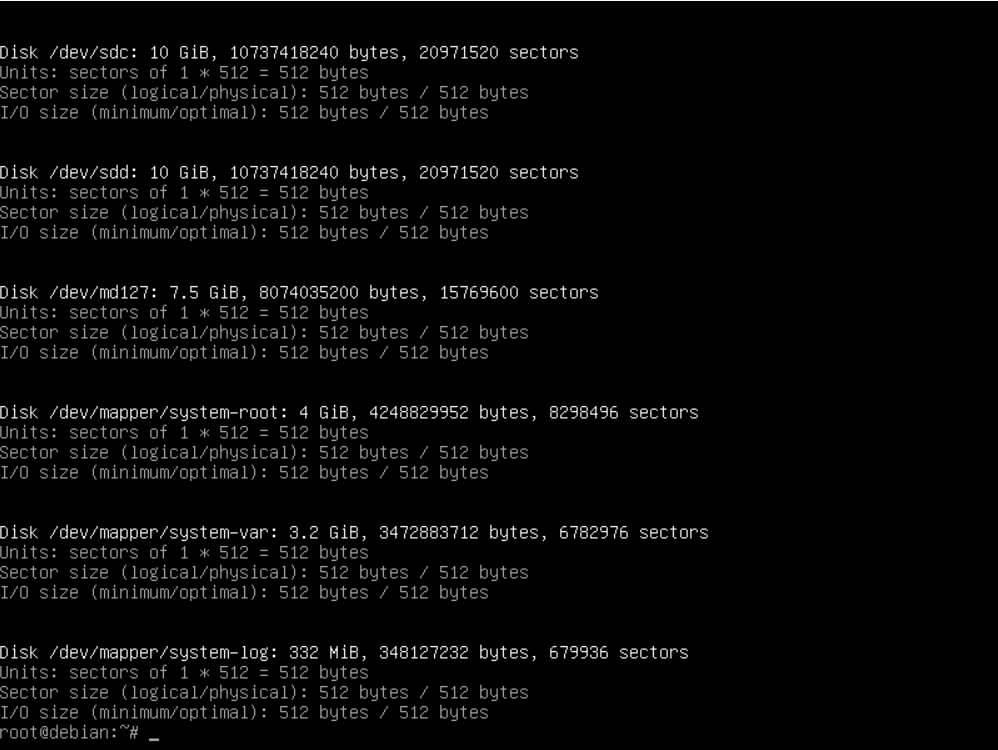 Disk /dev/sdc: 10 GiB, 10737418240 bytes, 20971520 sectors
Units: sectors of 1 * 512 = 512 bytes
Sector size (logical/physical): 512 bytes / 512 bytes
I/O size (minimum/optimal): 512 bytes / 512 bytes
Disk /dev/sdd: 10 GiB, 10737418240 bytes, 20971520 sectors
Units: sectors of 1 * 512 = 512 bytes
Sector size (logical/physical): 512 bytes / 512 bytes
I/O size (minimum/optimal): 512 bytes / 512 bytes
Disk /dev/md127: 7.5 GiB, 8074035200 bytes, 15769600 sectors
Units: sectors of 1 * 512 = 512 bytes
Sector size (logical/physical): 512 bytes / 512 bytes
I/O size (minimum/optimal): 512 bytes / 512 bytes
Disk /dev/mapper/system-root: 4 GiB, 4248829952 bytes, 8298496 sectors
Units: sectors of 1 * 512 = 512 bytes
Sector size (logical/physical): 512 bytes / 512 bytes
I/O size (minimum/optimal): 512 bytes / 512 bytes
Disk /dev/mapper/system-var: 3.2 GiB, 3472883712 bytes, 6782976 sectors
Units: sectors of 1 * 512 = 512 bytes
Sector size (logical/physical): 512 bytes / 512 bytes
I/O size (minimum/optimal): 512 bytes / 512 bytes
Disk /dev/mapper/system-log: 332 MiB, 348127232 bytes, 679936 sectors
Units: sectors of 1 * 512 = 512 bytes
Sector size (logical/physical): 512 bytes / 512 bytes
I/O size (minimum/optimal): 512 bytes / 512 bytes
root@debian:~# _